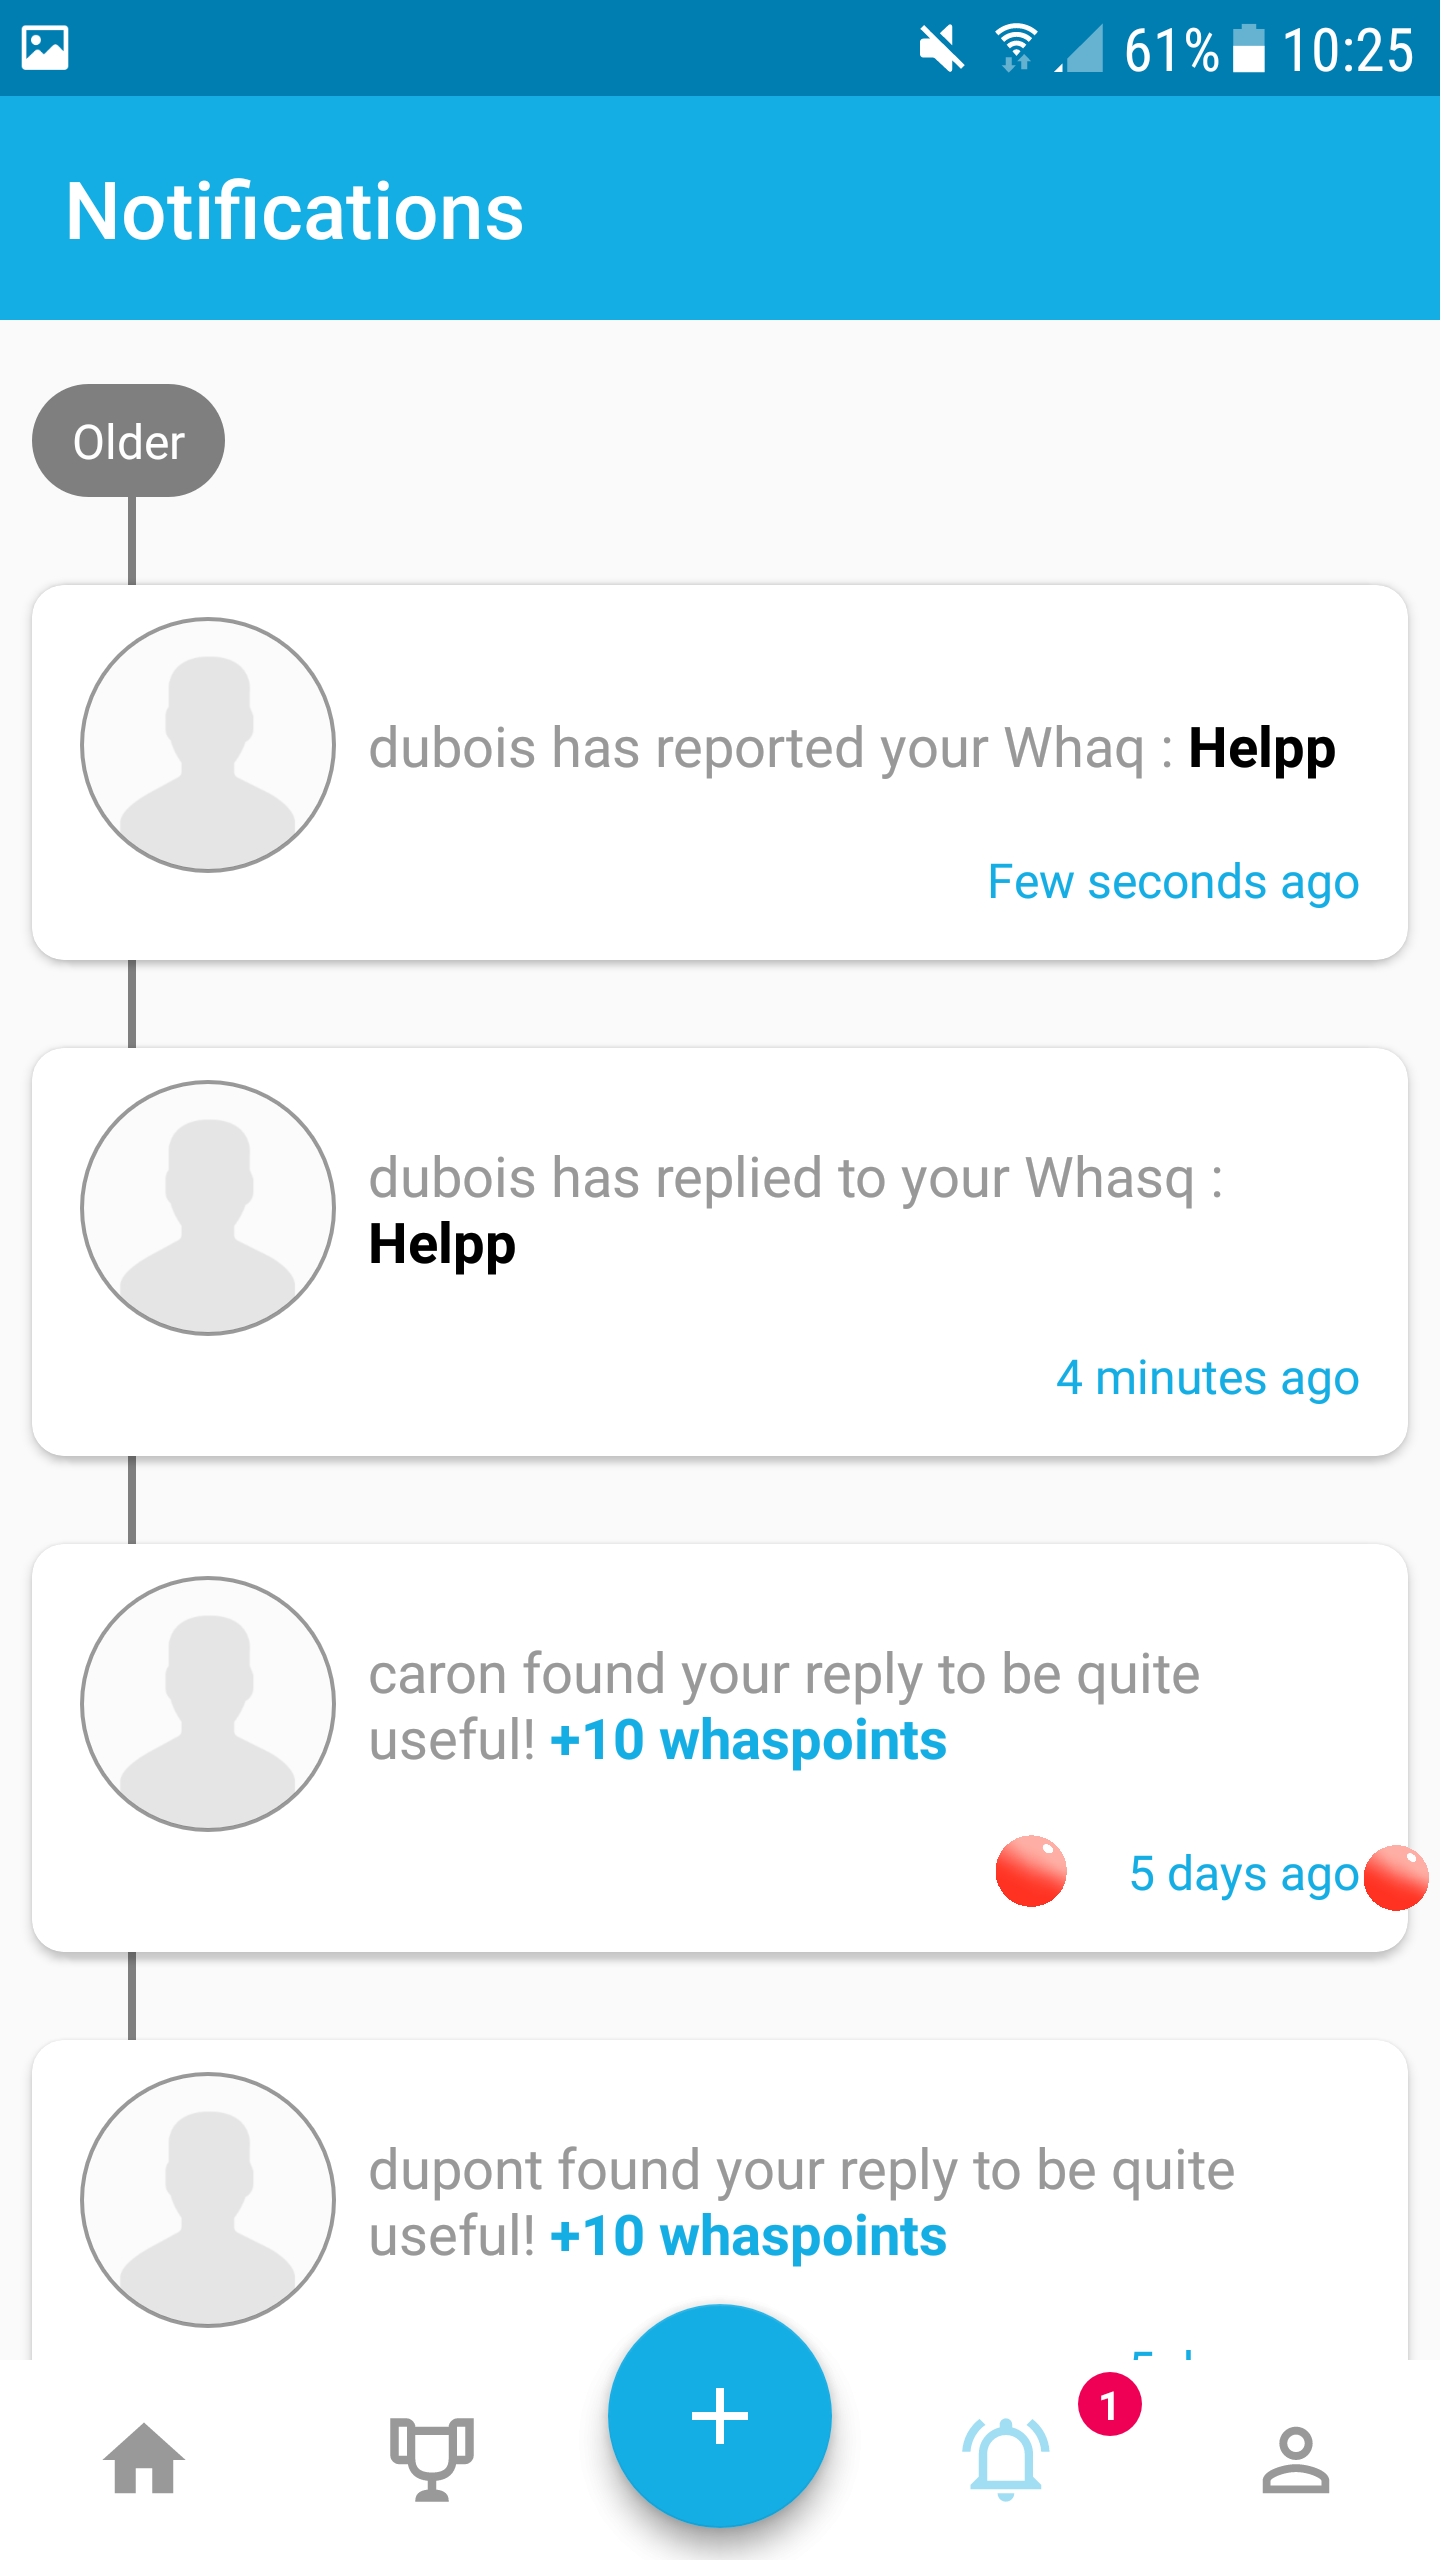 61% 10:25
Notifications
Older
dubois has reported your Whaq : Helpp
Few seconds ago
dubois has replied to your Whasq :
Helpp
4 minutes ago
caron found your reply to be quite
useful! +10 whaspoints
5 days ago
dupont found your reply to be quite
useful! +10 whaspoints
1